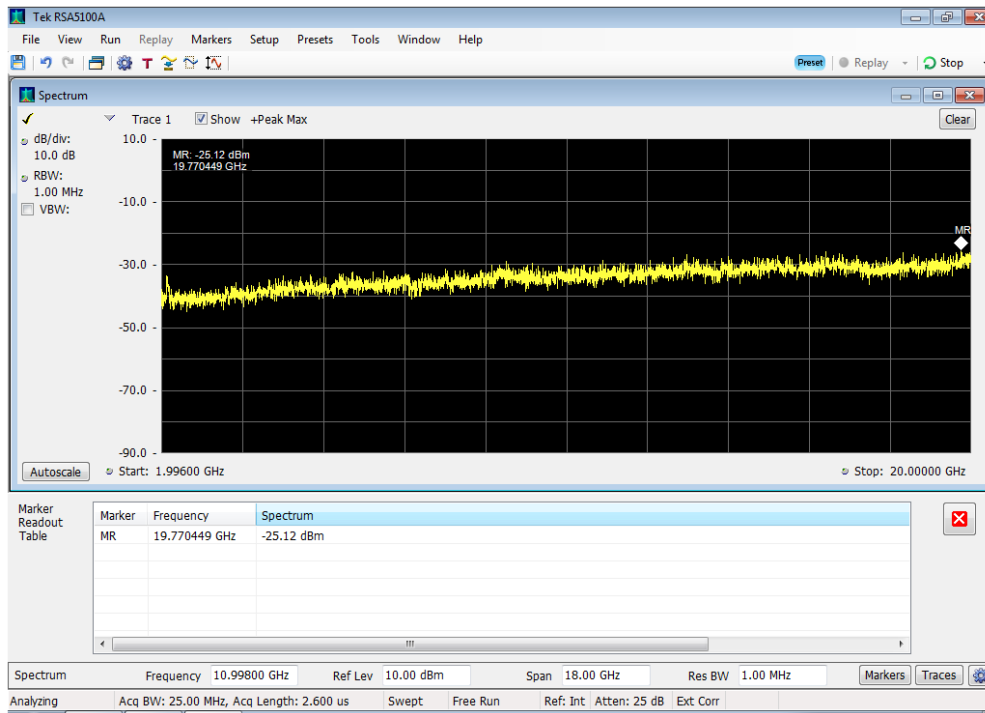 Tek RSA5100A
File View Run Replay Markers Setup Presets Tools Window Help
T Preset Replay Stop
Spectrum
Trace 1 Show +Peak Max Clear
dB/div:
10.0 dB
RBW:
1.00 MHz
VBW:
10.0 -
MR: -25.12 dBm
19.770449 GHz
-10.0 -
MR
-30.0 -
-50.0 -
-70.0 -
-90.0 -
Autoscale Start: 1.99600 GHz Stop: 20.00000 GHz
Marker
Readout
Table
Marker Frequency Spectrum
MR 19.770449 GHz -25.12 dBm
Spectrum Frequency 10.99800 GHz Ref Lev 10.00 dBm Span 18.00 GHz Res BW 1.00 MHz Markers Traces
Analyzing Acq BW: 25.00 MHz, Acq Length: 2.600 us Swept Free Run Ref: Int Atten: 25 dB Ext Corr